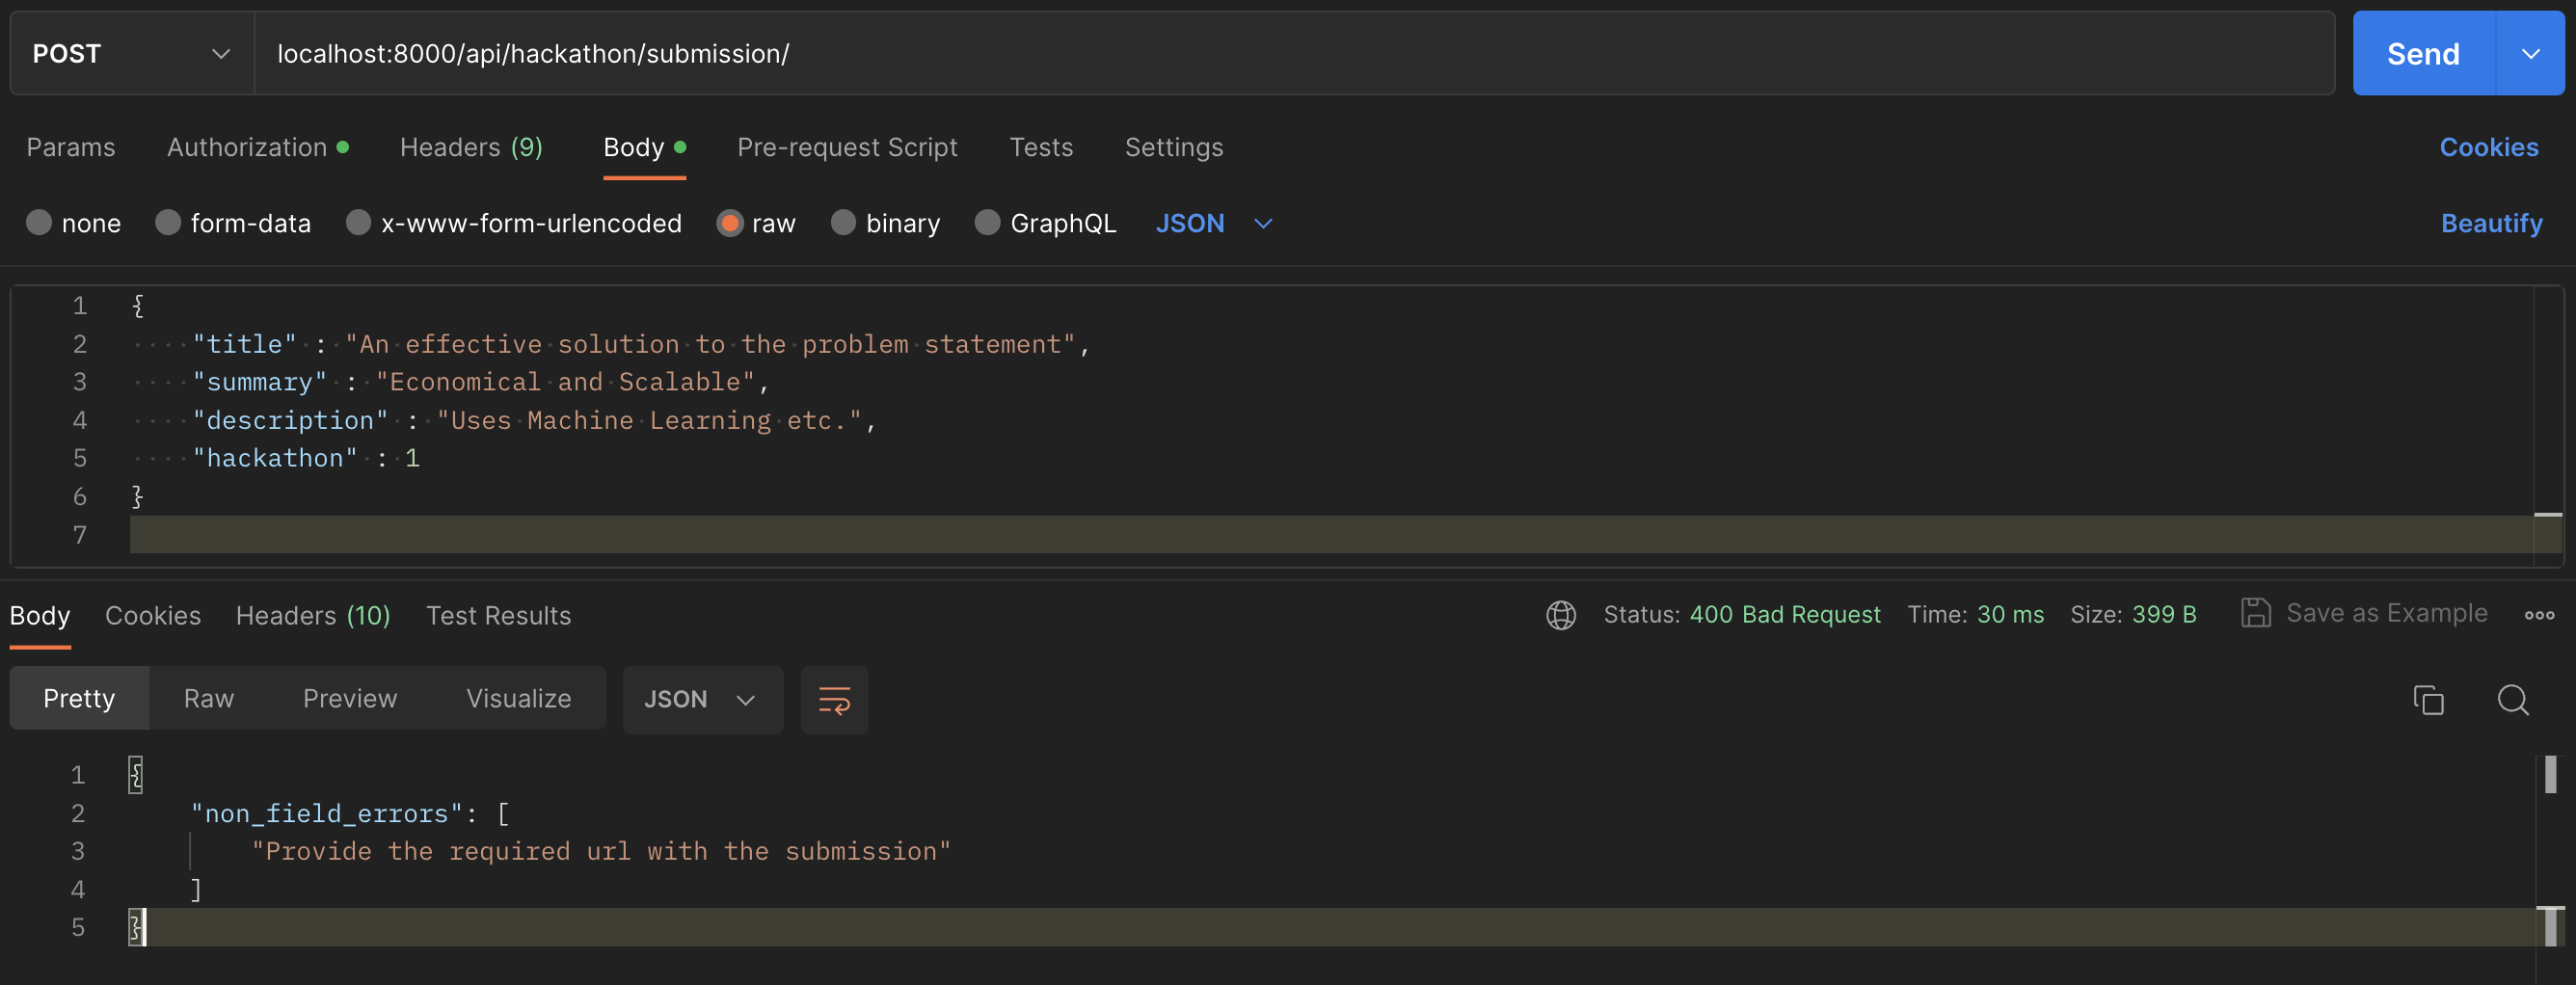 POST localhost:8000/api/hackathon/submission/ Send
Params Authorization Headers (9) Body Pre-request Script Tests Settings Cookies
none form-data x-www-form-urlencoded raw binary GraphQL JSON Beautify
1 {
2 "title" : "An effective solution to the problem statement",
3 "summary" : "Economical and Scalable",
4 "description" : "Uses Machine Learning etc.",
5 "hackathon" : 1
6 }
7
Body Cookies Headers (10) Test Results Status: 400 Bad Request Time: 30 ms Size: 399 B Save as Example
Pretty Raw Preview Visualize JSON
1 {
2 "non_field_errors": [
3 "Provide the required url with the submission"
4 ]
5 }